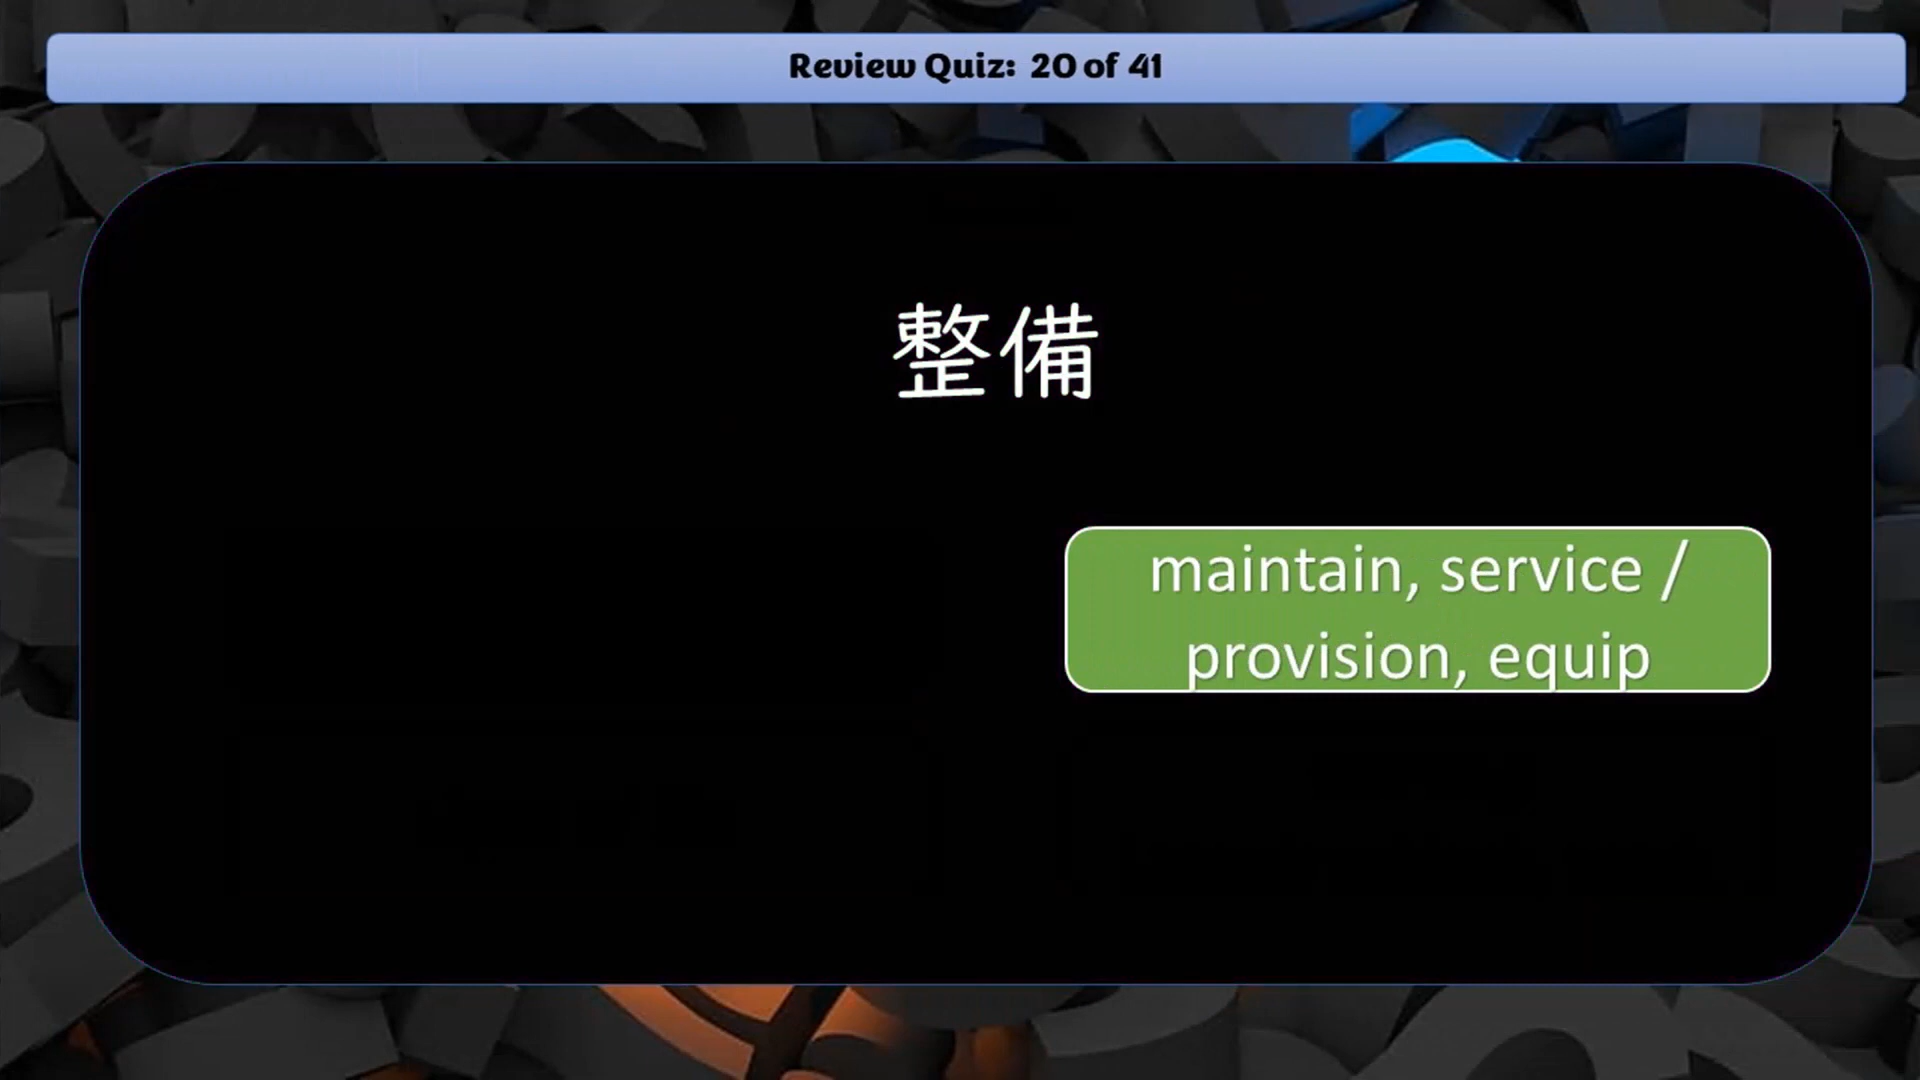 Review Quiz: 20 of 41
整備
maintain, service /
provision, equip